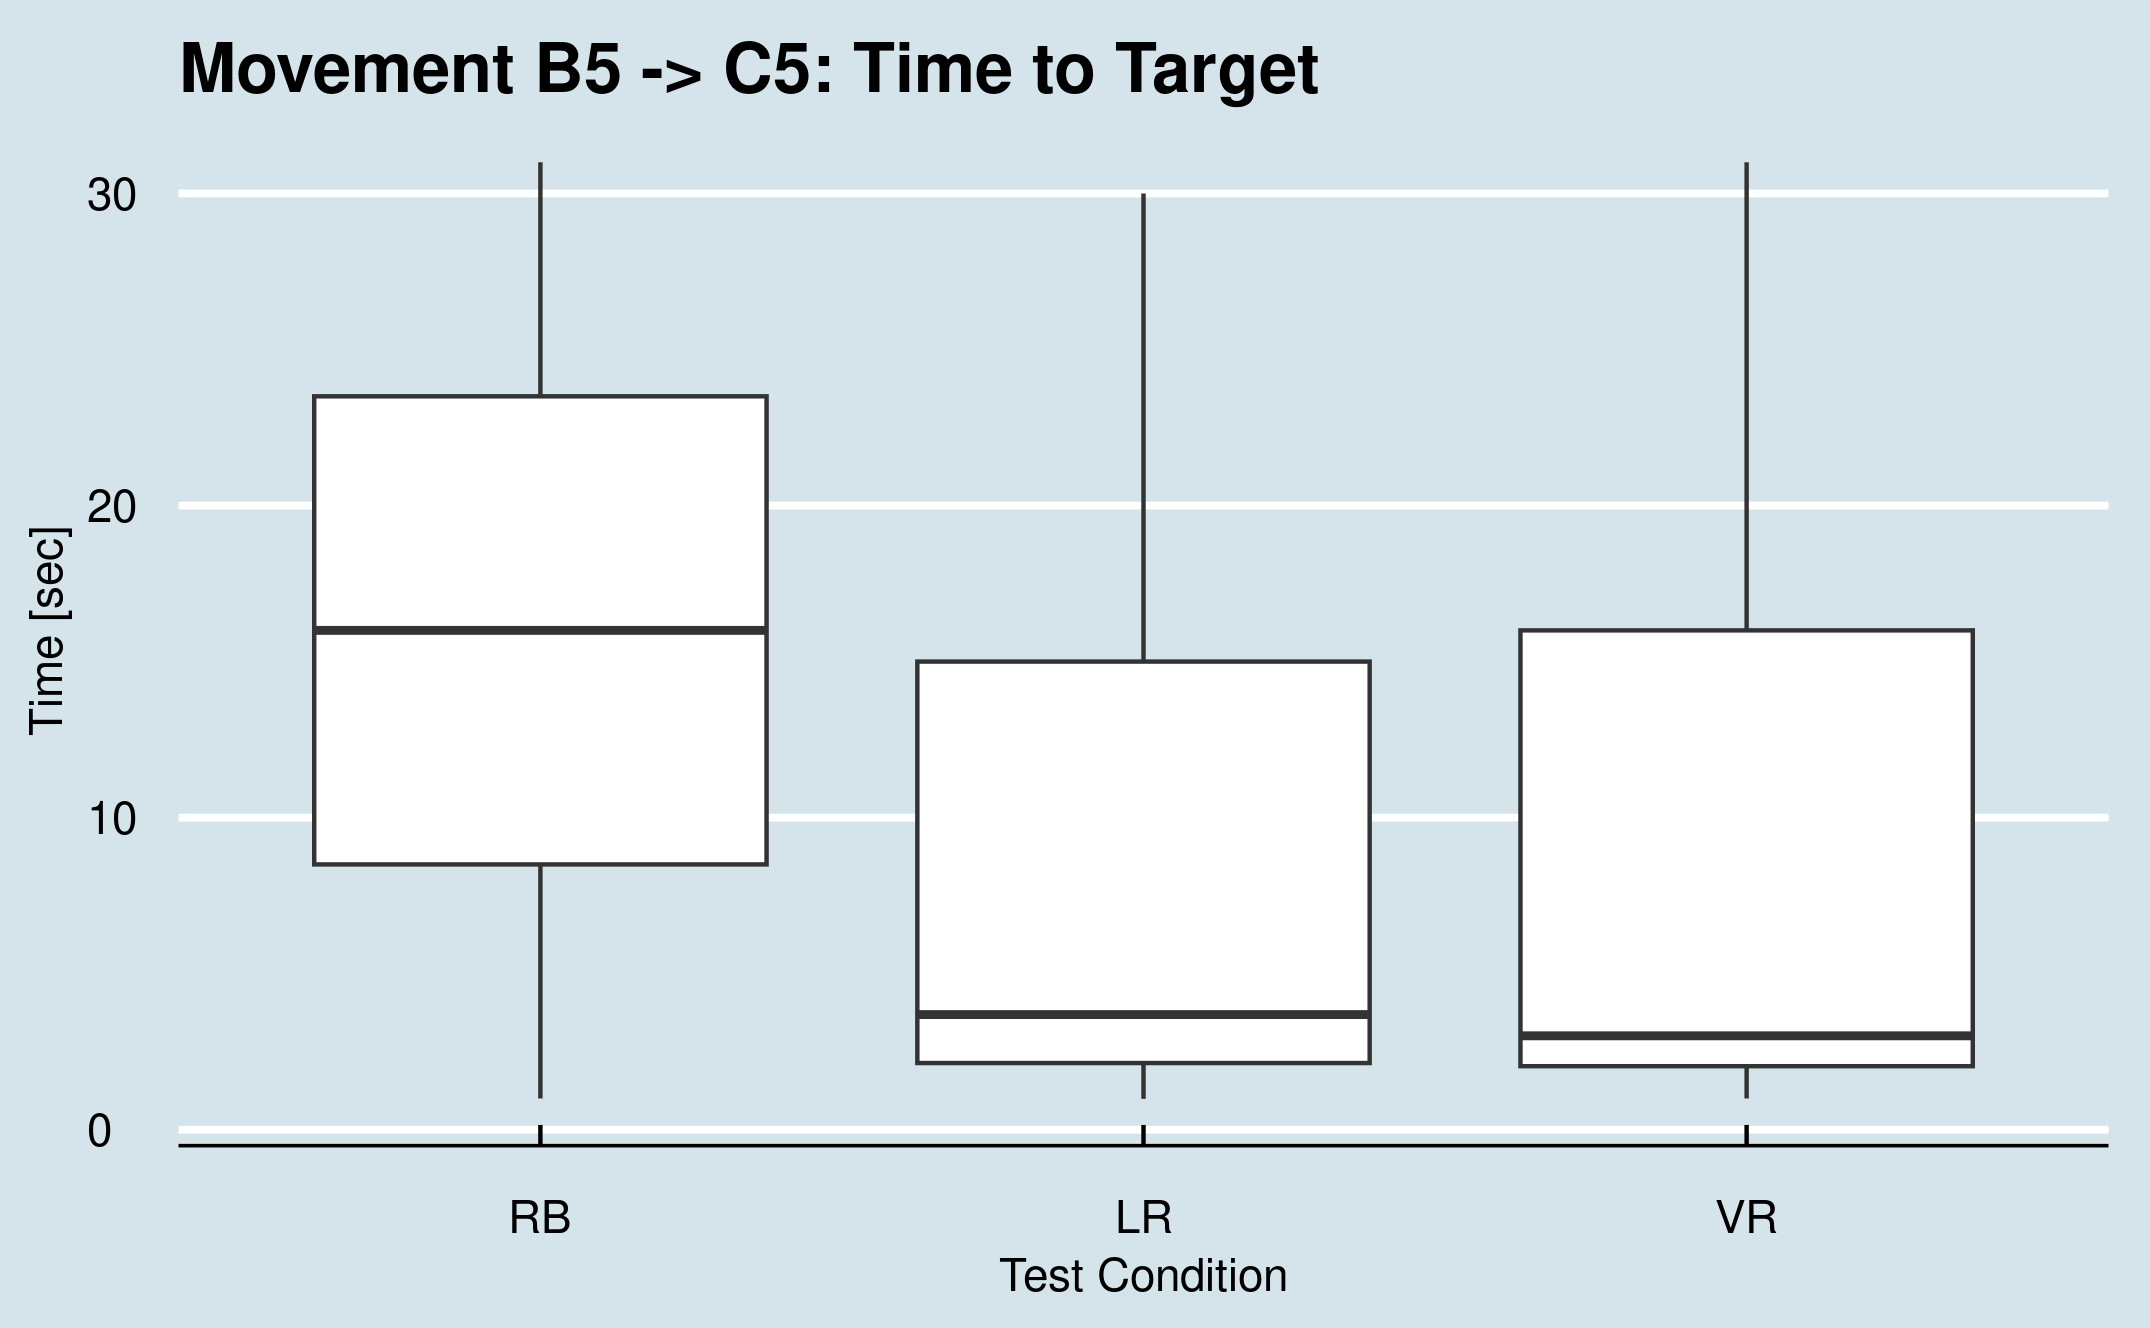 Movement B5 -> C5: Time to Target
30
20
10
0
Time [sec]
RB
LR
VR
Test Condition